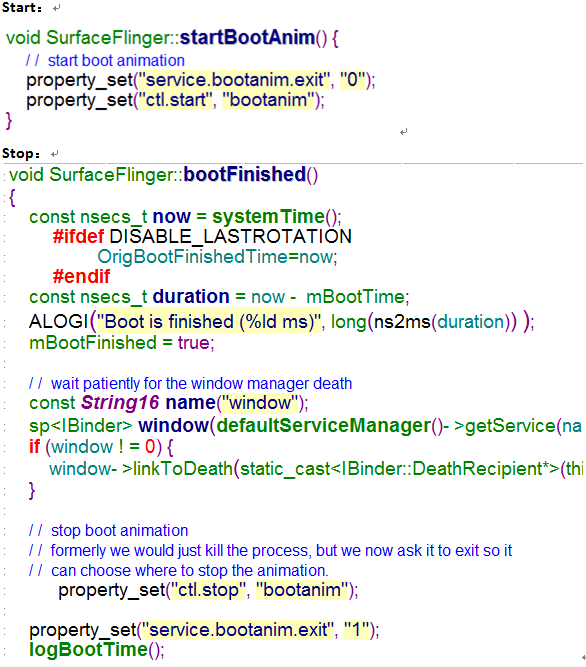 Start：
void SurfaceFlinger::startBootAnim() {
// start boot animation
property_set("service.bootanim.exit", "0");
property_set("ctl.start", "bootanim");
}
Stop：
void SurfaceFlinger::bootFinished()
{
const nsecs_t now = systemTime();
#ifdef DISABLE_LASTROTATION
OrigBootFinishedTime=now;
#endif
const nsecs_t duration = now - mBootTime;
ALOGI("Boot is finished (%ld ms)", long(ns2ms(duration)) );
mBootFinished = true;
// wait patiently for the window manager death
const String16 name("window");
sp<IBinder> window(defaultServiceManager()->getService(na
if (window != 0) {
window->linkToDeath(static_cast<IBinder::DeathRecipient*>(thi
}
// stop boot animation
// formerly we would just kill the process, but we now ask it to exit so it
// can choose where to stop the animation.
property_set("ctl.stop", "bootanim");
property_set("service.bootanim.exit", "1");
logBootTime();